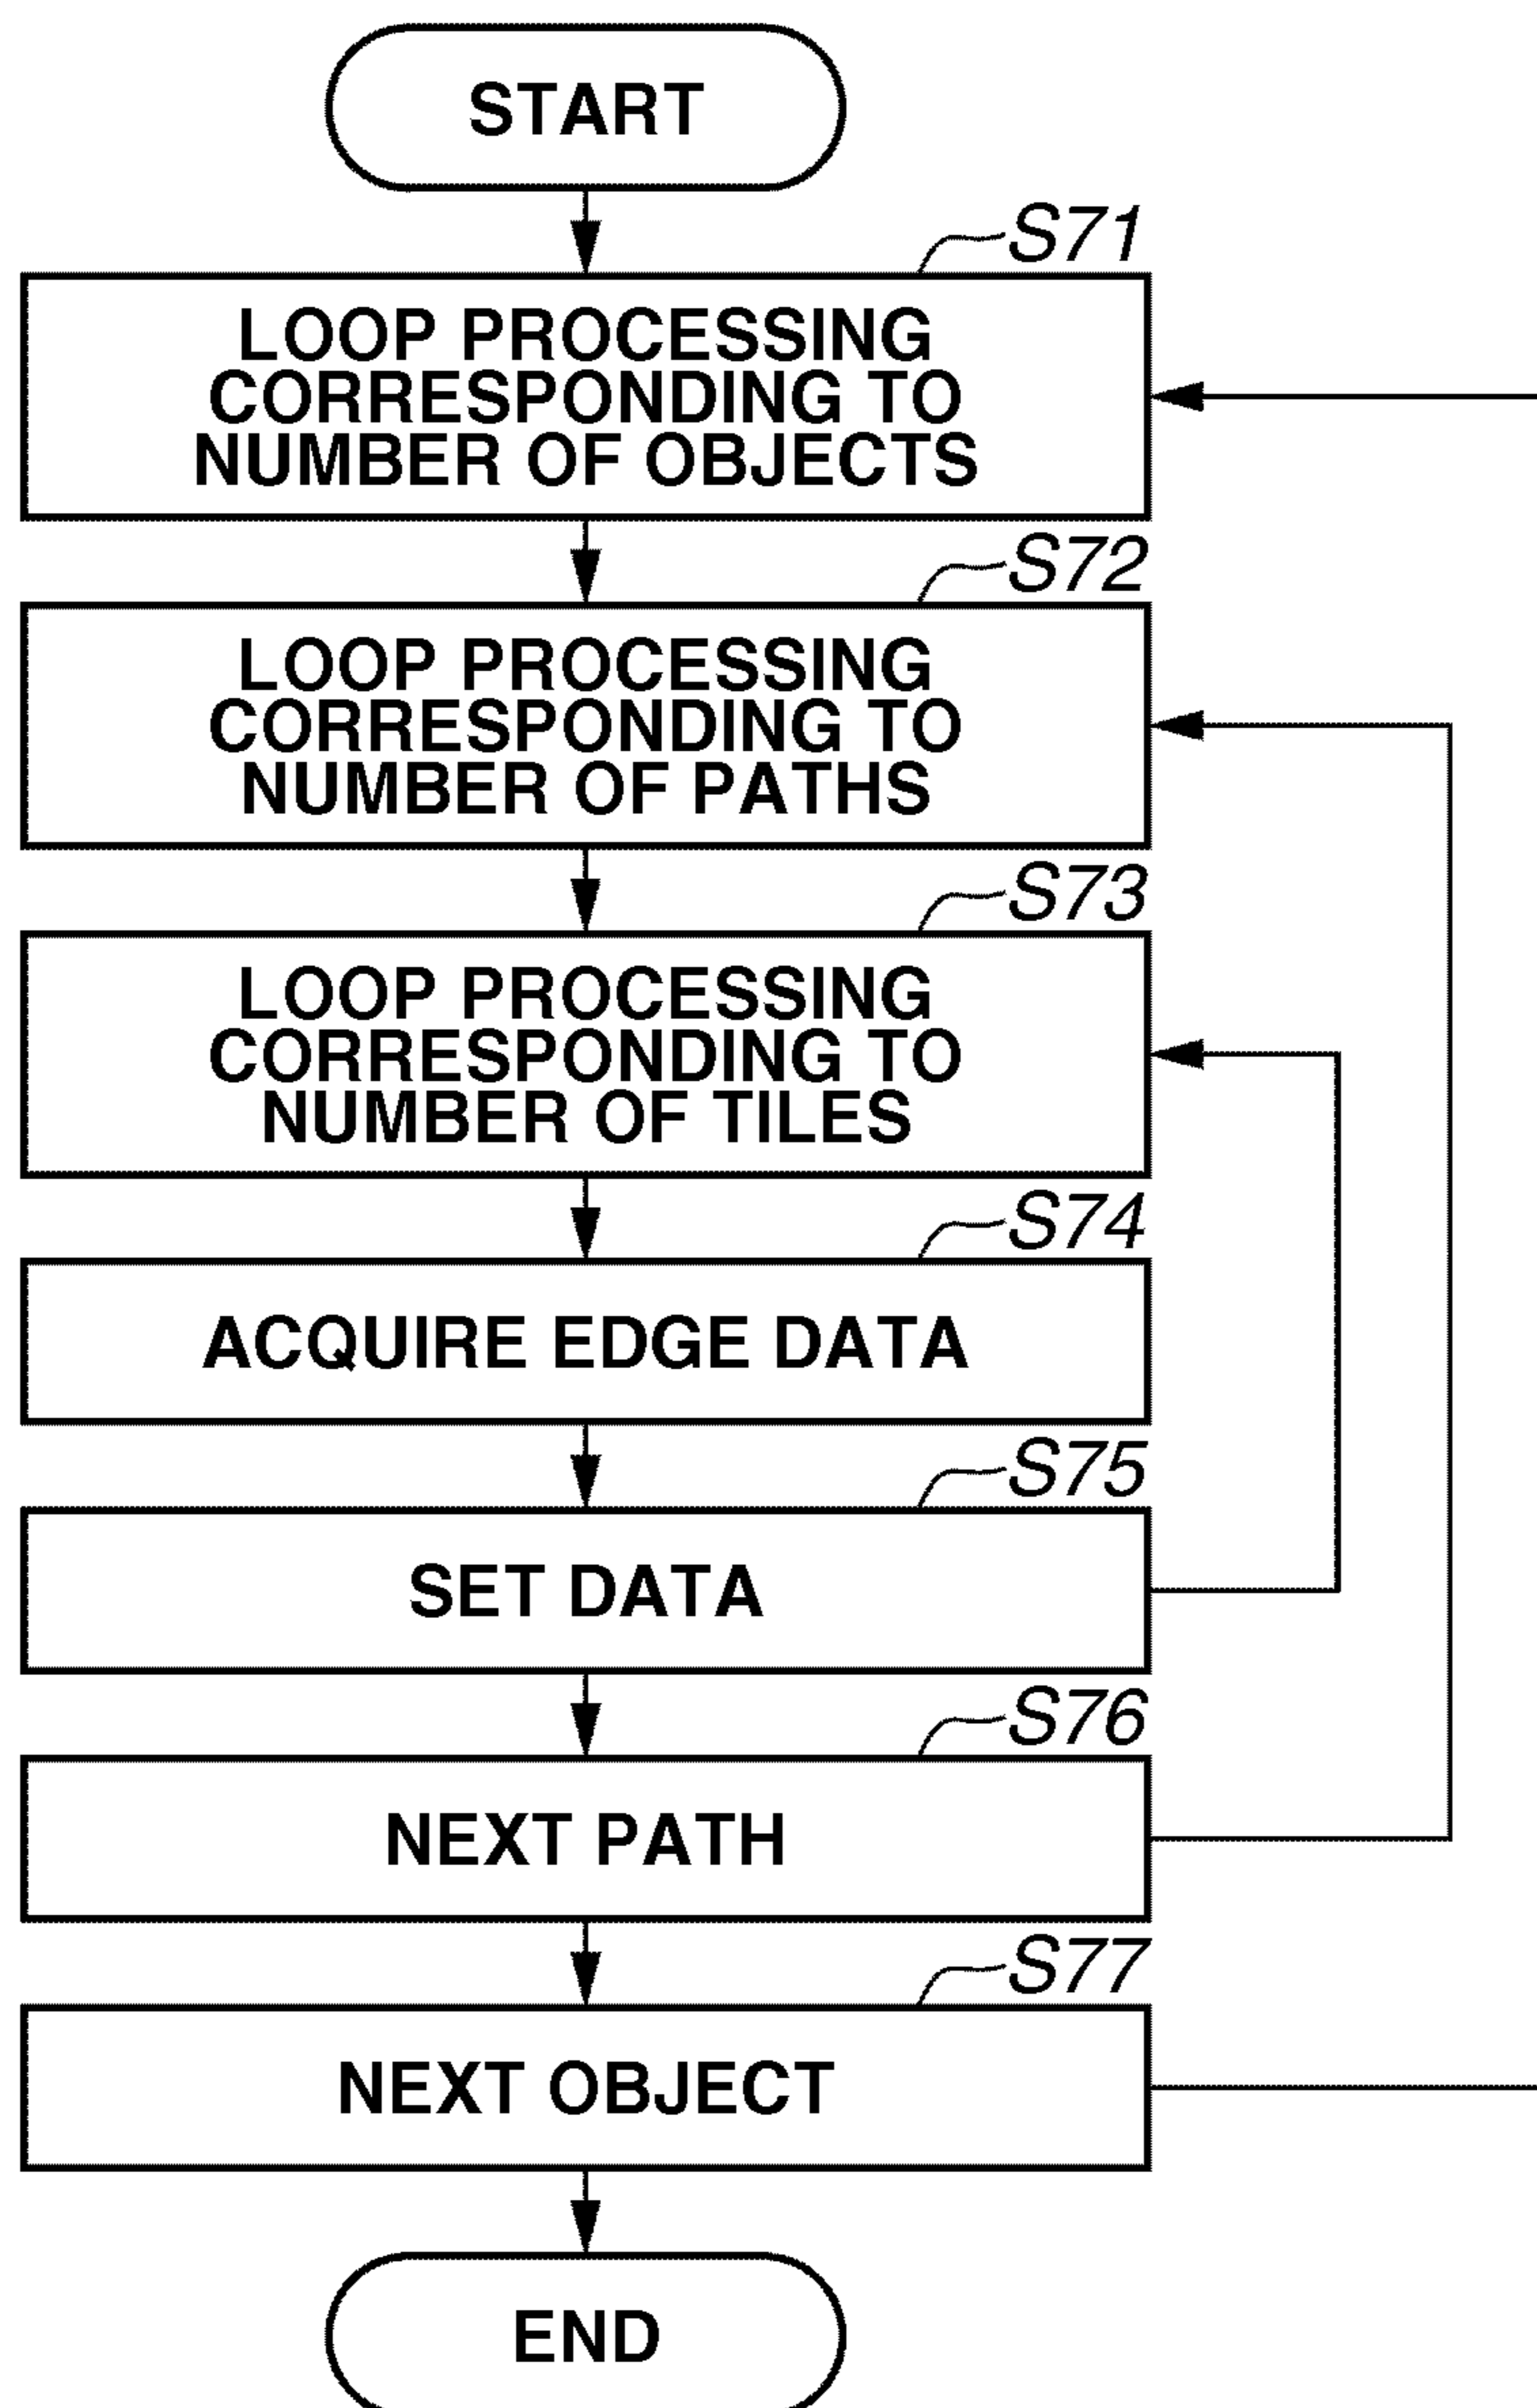 START
S71
LOOP PROCESSING
CORRESPONDING TO
NUMBER OF OBJECTS
S72
LOOP PROCESSING
CORRESPONDING TO
NUMBER OF PATHS
S73
LOOP PROCESSING
CORRESPONDING TO
NUMBER OF TILES
S74
ACQUIRE EDGE DATA
S75
SET DATA
S76
NEXT PATH
S77
NEXT OBJECT
END